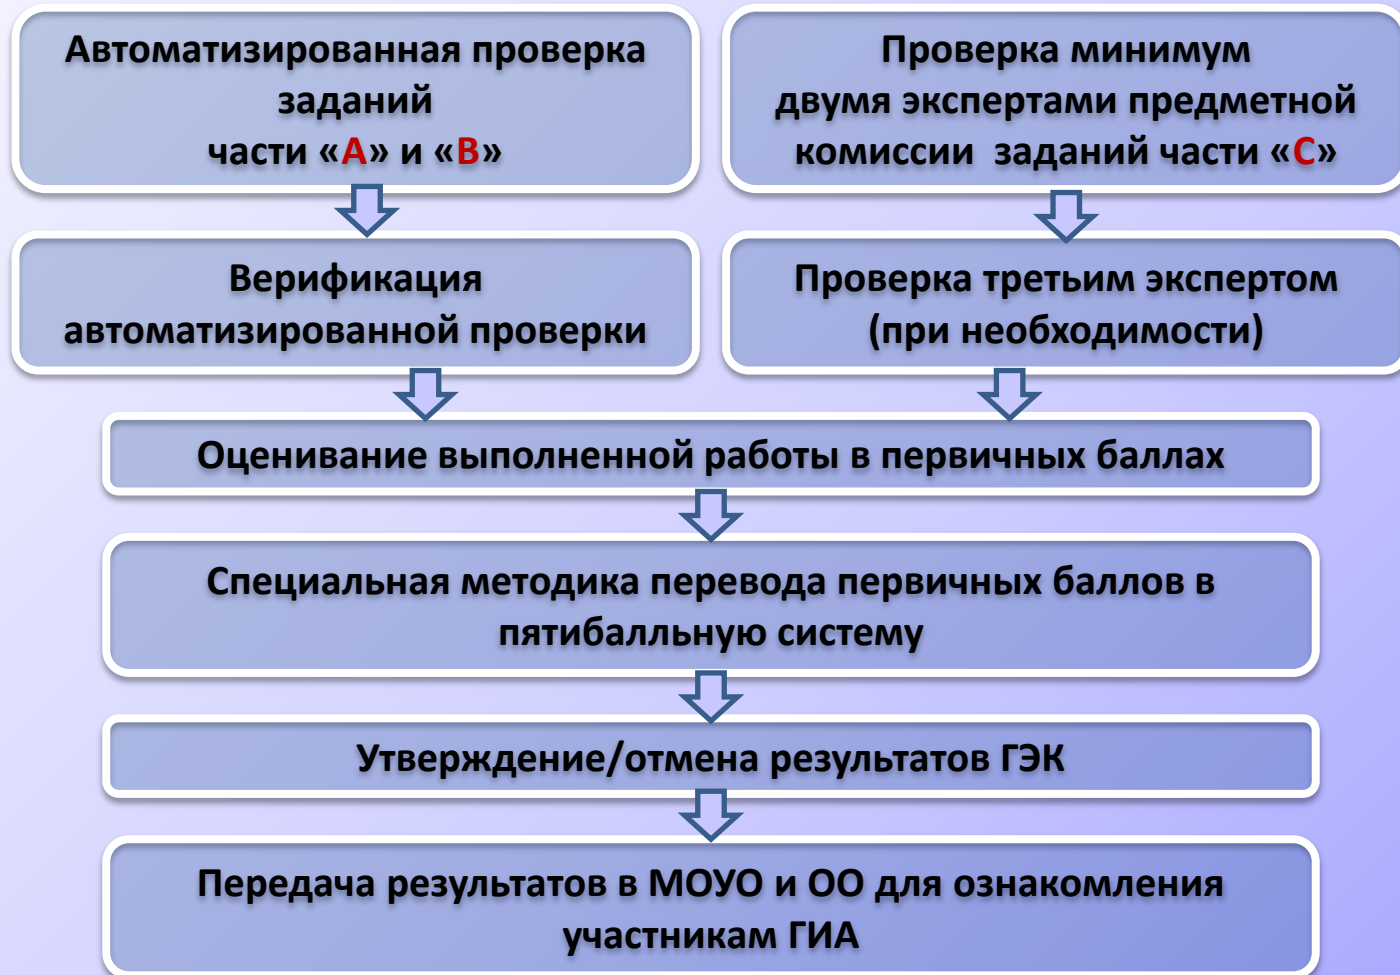 Автоматизированная проверка
заданий
части «А» и «В»
Проверка минимум
двумя экспертами предметной
комиссии заданий части «С»
Верификация
автоматизированной проверки
Проверка третьим экспертом
(при необходимости)
Оценивание выполненной работы в первичных баллах
Специальная методика перевода первичных баллов в
пятибалльную систему
Утверждение/отмена результатов ГЭК
Передача результатов в МОУО и ОО для ознакомления
участникам ГИА